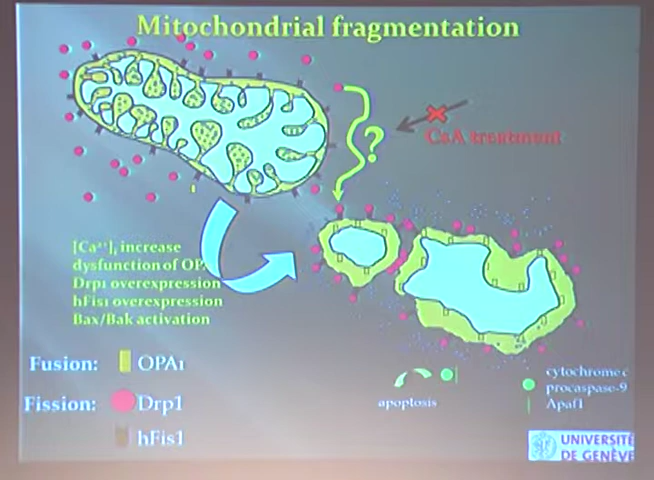 Mitochondrial fragmentation
?
CsA treatment
[Ca²⁺]i increase
dysfunction of OPA
Drp1 overexpression
hFis1 overexpression
Bax/Bak activation
Fusion: OPA1
Fission: Drp1
hFis1
apoptosis
cytochrome c
procaspase-9
Apaf1
UNIVERSITÉ
DE GENÈVE